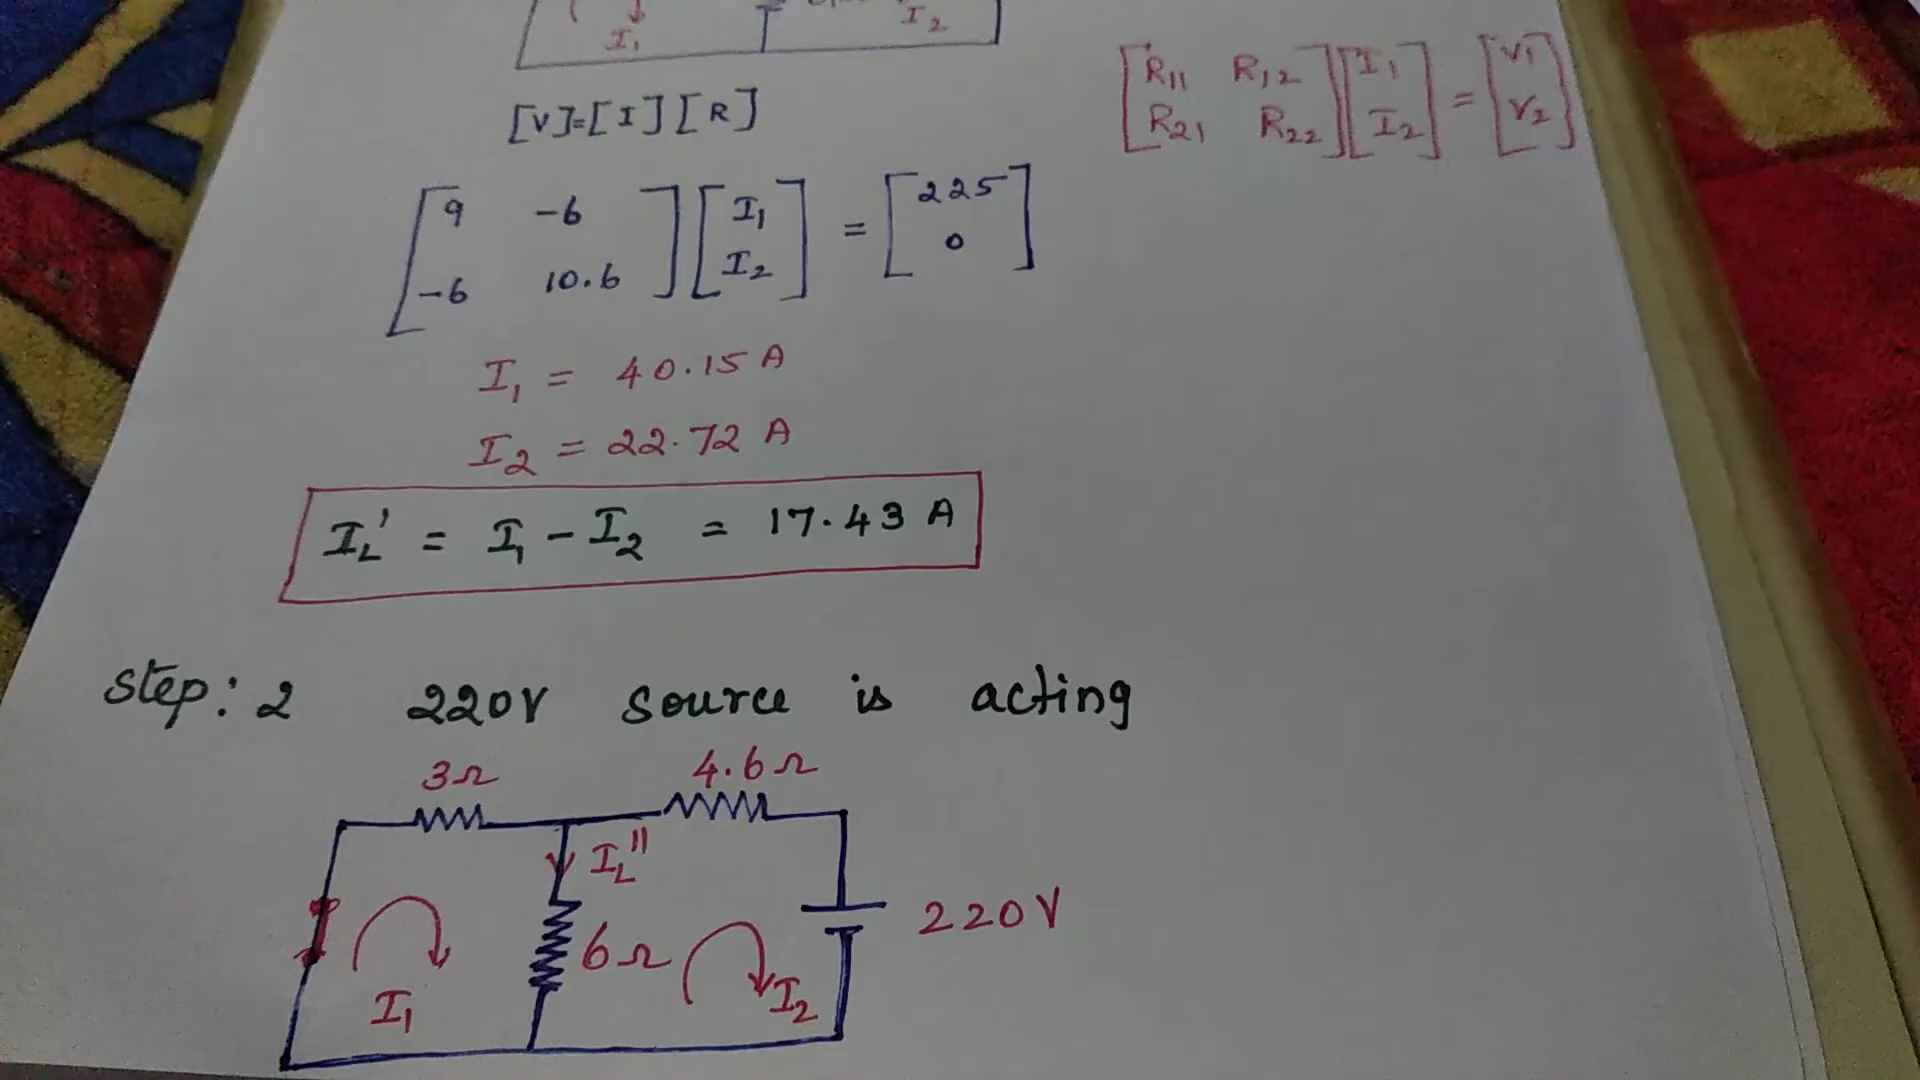 I₁ I₂
[V]=[I][R]
[R₁₁ R₁₂] [I₁] = [V₁]
[R₂₁ R₂₂] [I₂] [V₂]
[9 -6] [I₁] = [225]
[-6 10.6] [I₂] [0]
I₁ = 40.15 A
I₂ = 22.72 A
I_L' = I₁ - I₂ = 17.43 A
Step: 2 220V source is acting
3Ω 4.6Ω
I_L''
220V
6Ω
I₁ I₂